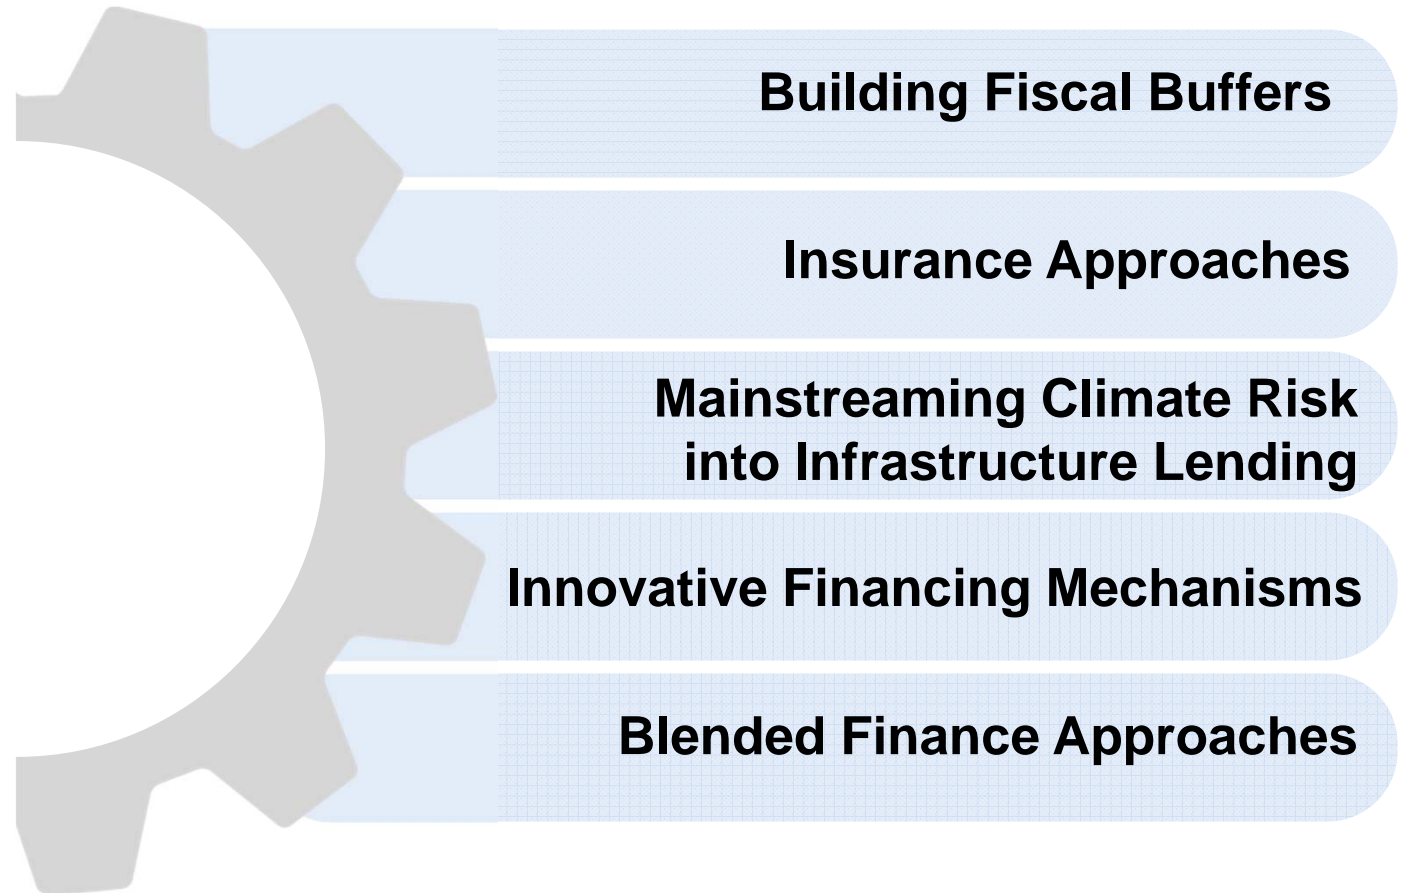 Building Fiscal Buffers
Insurance Approaches
Mainstreaming Climate Risk
into Infrastructure Lending
Innovative Financing Mechanisms
Blended Finance Approaches